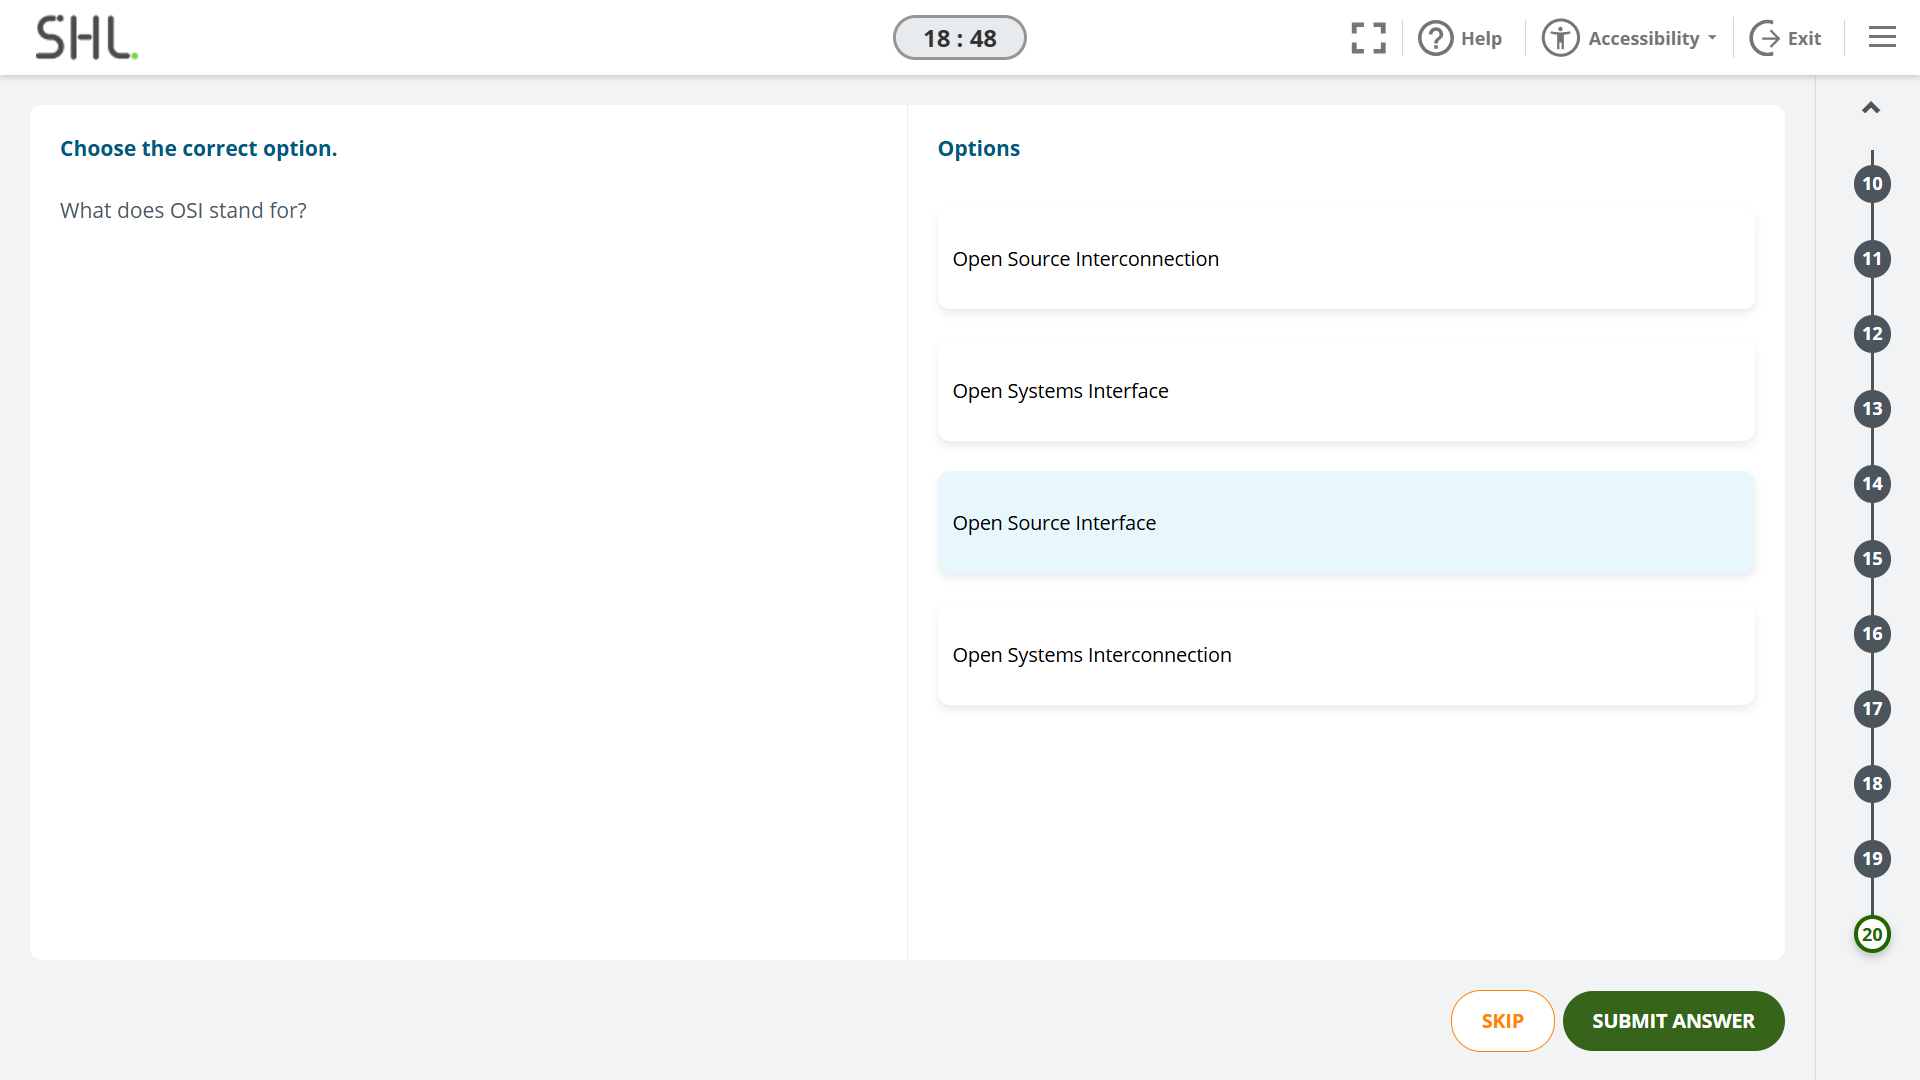 SHL.
18 : 48
Help
Accessibility
Exit
Choose the correct option.
What does OSI stand for?
Options
Open Source Interconnection
Open Systems Interface
Open Source Interface
Open Systems Interconnection
10
11
12
13
14
15
16
17
18
19
20
SKIP
SUBMIT ANSWER